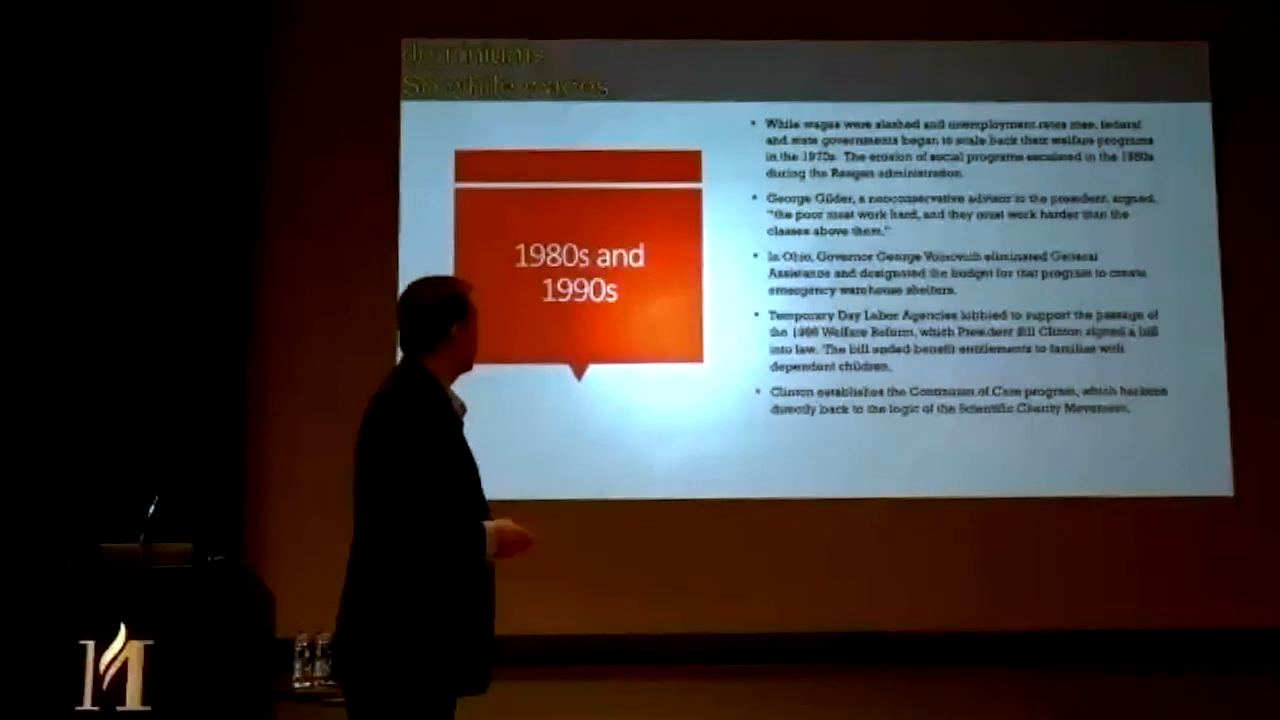 So while wages
1980s and
1990s
• While wages were slashed and unemployment rates rose, federal
and state governments began to scale back their welfare programs
in the 1970s. The erosion of social programs escalated in the 1980s
during the Reagan administration.
• George Gilder, a neoconservative advisor to the president, argued,
"the poor must work hard, and they must work harder than the
classes above them."
• In Ohio, Governor George Voinovich eliminated General
Assistance and designated the budget for that program to create
emergency warehouse shelters.
• Temporary Day Labor Agencies lobbied to support the passage of
the 1996 Welfare Reform, which President Bill Clinton signed a bill
into law. The bill ended benefit entitlements to families with
dependant children.
• Clinton establishes the Continuum of Care program, which harkens
directly back to the logic of the Scientific Charity Movement.